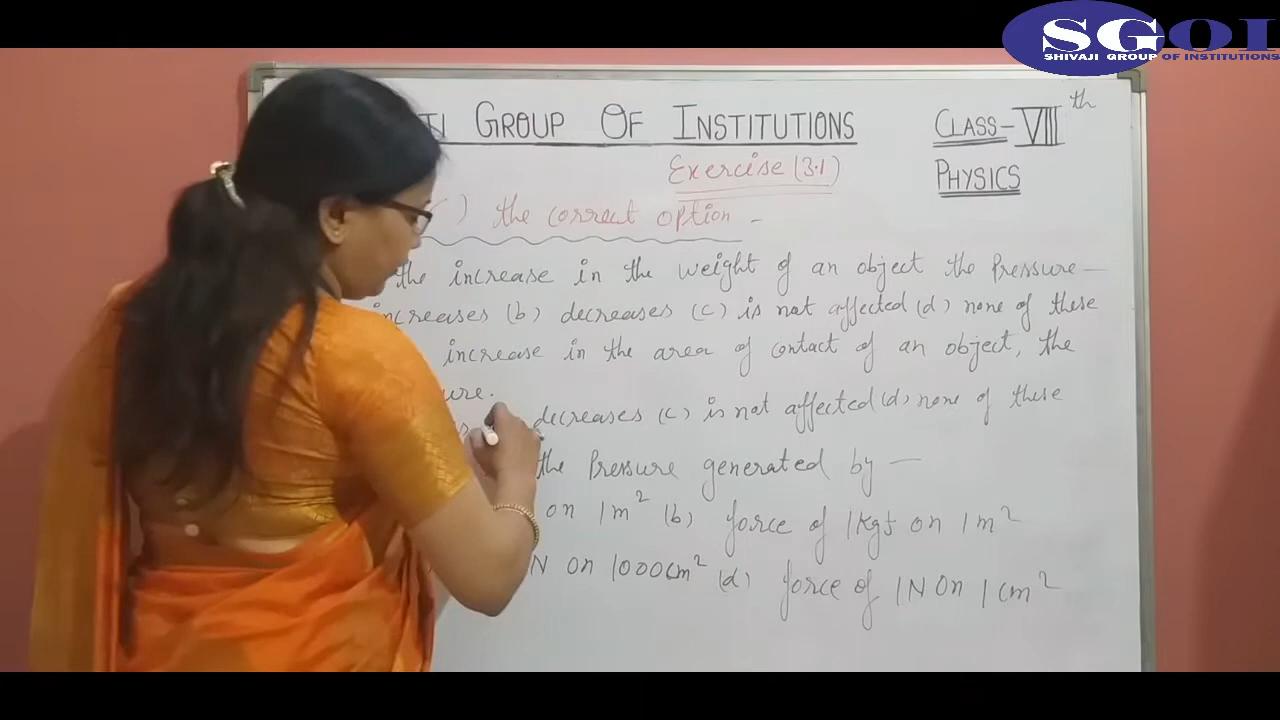 SGOI
SHIVAJI GROUP OF INSTITUTIONS
GROUP OF INSTITUTIONS
CLASS-VIIIth
Exercise (3.1)
PHYSICS
) the correct option -
the increase in the weight of an object the Pressure—
increases (b) decreases (c) is not affected (d) none of these
increase in the area of contact of an object, the
ure.
decreases (c) is not affected (d) none of these
the Pressure generated by —
on 1m² (b) force of 1kgf on 1m²
N on 1000cm² (d) force of 1N on 1cm²